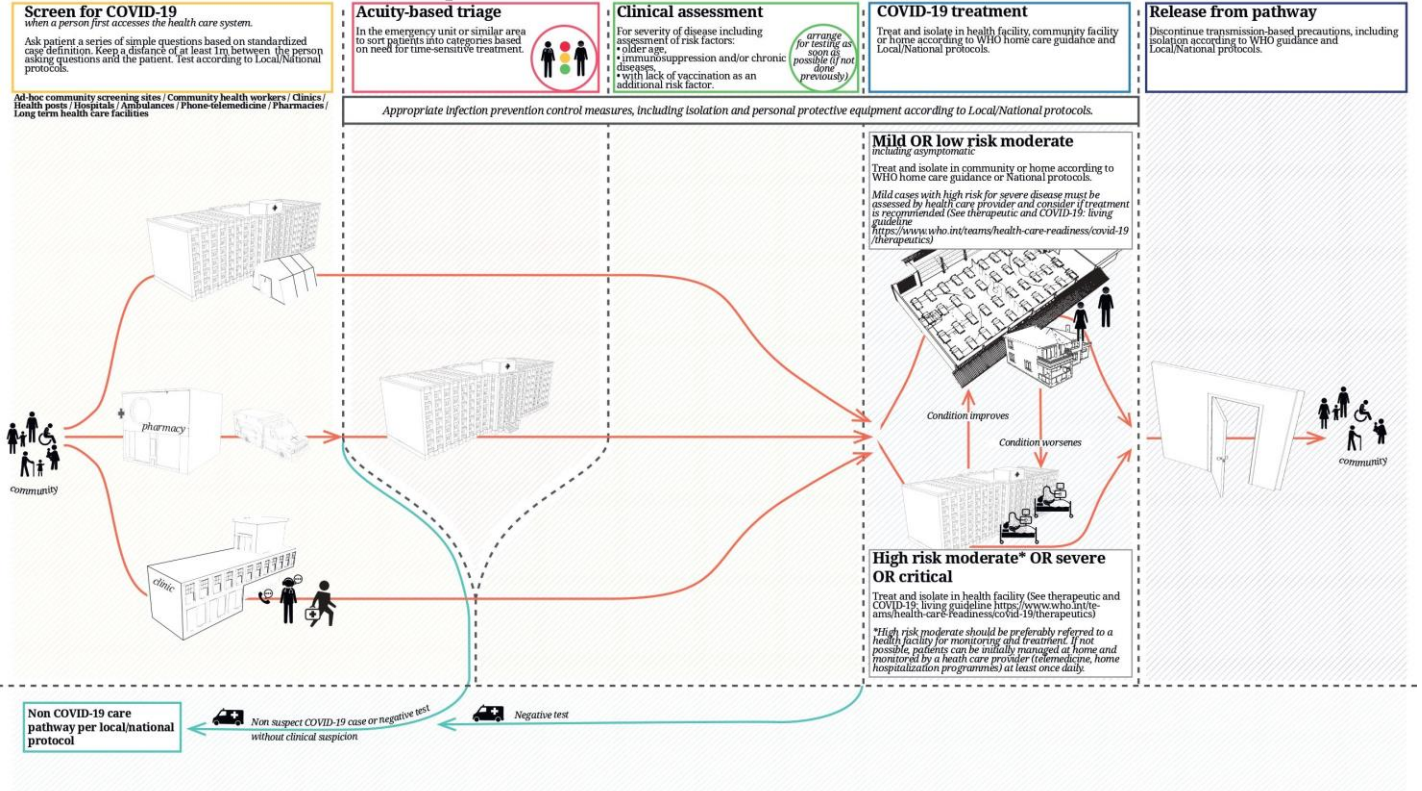 Screen for COVID-19
when a person first accesses the health care system.
Ask patient a series of simple questions based on standardized
case definition. Keep a distance of at least 1m between the person
asking questions and the patient. Test according to Local/National
protocols.
Ad-hoc community screening sites / Community health workers / Clinics /
Health posts / Hospitals / Ambulances / Phone-telemedicine / Pharmacies /
Long term health care facilities
Acuity-based triage
In the emergency unit or similar area
to sort patients into categories based
on need for time-sensitive treatment.
Clinical assessment
For severity of disease including
assessment of risk factors:
• older age,
• immunosuppression and/or chronic
diseases,
• with lack of vaccination as an
additional risk factor.
arrange
for testing as
soon as
possible (if not
done
previously)
COVID-19 treatment
Treat and isolate in health facility, community facility
or home according to WHO home care guidance and
Local/National protocols.
Release from pathway
Discontinue transmission-based precautions, including
isolation according to WHO guidance and
Local/National protocols.
Appropriate infection prevention control measures, including isolation and personal protective equipment according to Local/National protocols.
Mild OR low risk moderate
including asymptomatic
Treat and isolate in community or home according to
WHO home care guidance or National protocols.
Mild cases with high risk for severe disease must be
assessed by health care provider and consider if treatment
is recommended (See therapeutic and COVID-19: living
guideline
https://www.who.int/teams/health-care-readiness/covid-19
/therapeutics)
pharmacy
community
clinic
Condition improves
Condition worsenes
community
High risk moderate* OR severe
OR critical
Treat and isolate in health facility (See therapeutic and
COVID-19: living guideline https://www.who.int/te-
ams/health-care-readiness/covid-19/therapeutics)
*High risk moderate should be preferably referred to a
health facility for monitoring and treatment. If not
possible, patients can be initially managed at home and
monitored by a heath care provider (telemedicine, home
hospitalization programmes) at least once daily.
Non COVID-19 care
pathway per local/national
protocol
Non suspect COVID-19 case or negative test
without clinical suspicion
Negative test